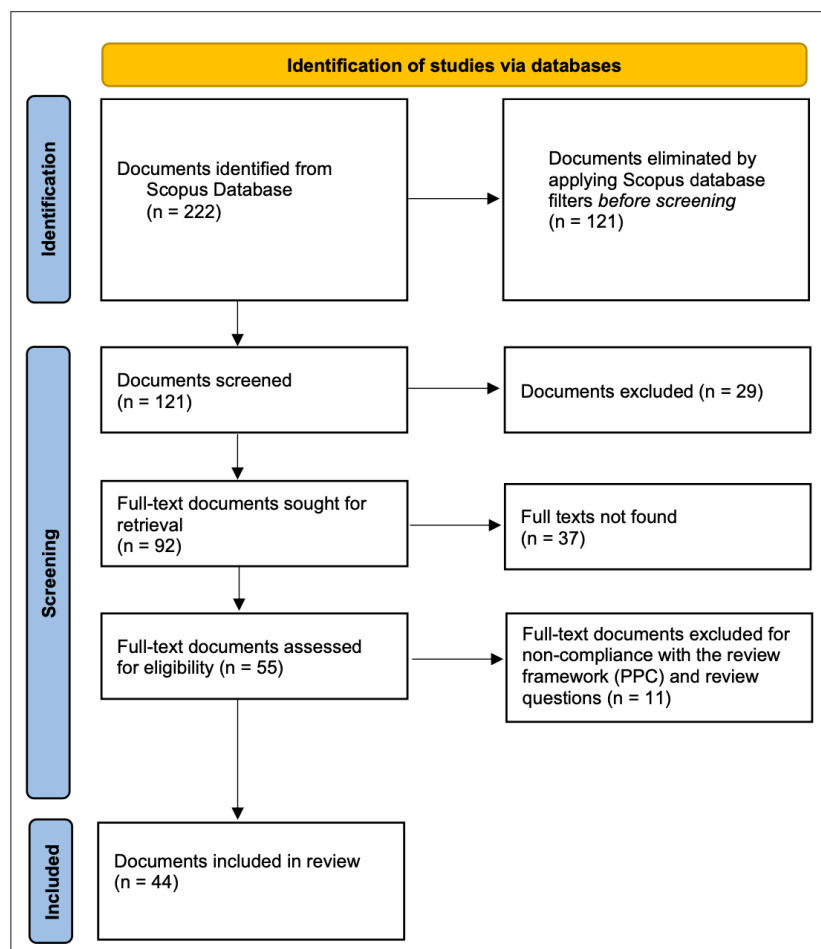 Identification of studies via databases
Identification
Documents identified from
Scopus Database
(n = 222)
Documents eliminated by
applying Scopus database
filters before screening
(n = 121)
Screening
Documents screened
(n = 121)
Documents excluded (n = 29)
Full-text documents sought for
retrieval
(n = 92)
Full texts not found
(n = 37)
Full-text documents assessed
for eligibility (n = 55)
Full-text documents excluded for
non-compliance with the review
framework (PPC) and review
questions (n = 11)
Included
Documents included in review
(n = 44)